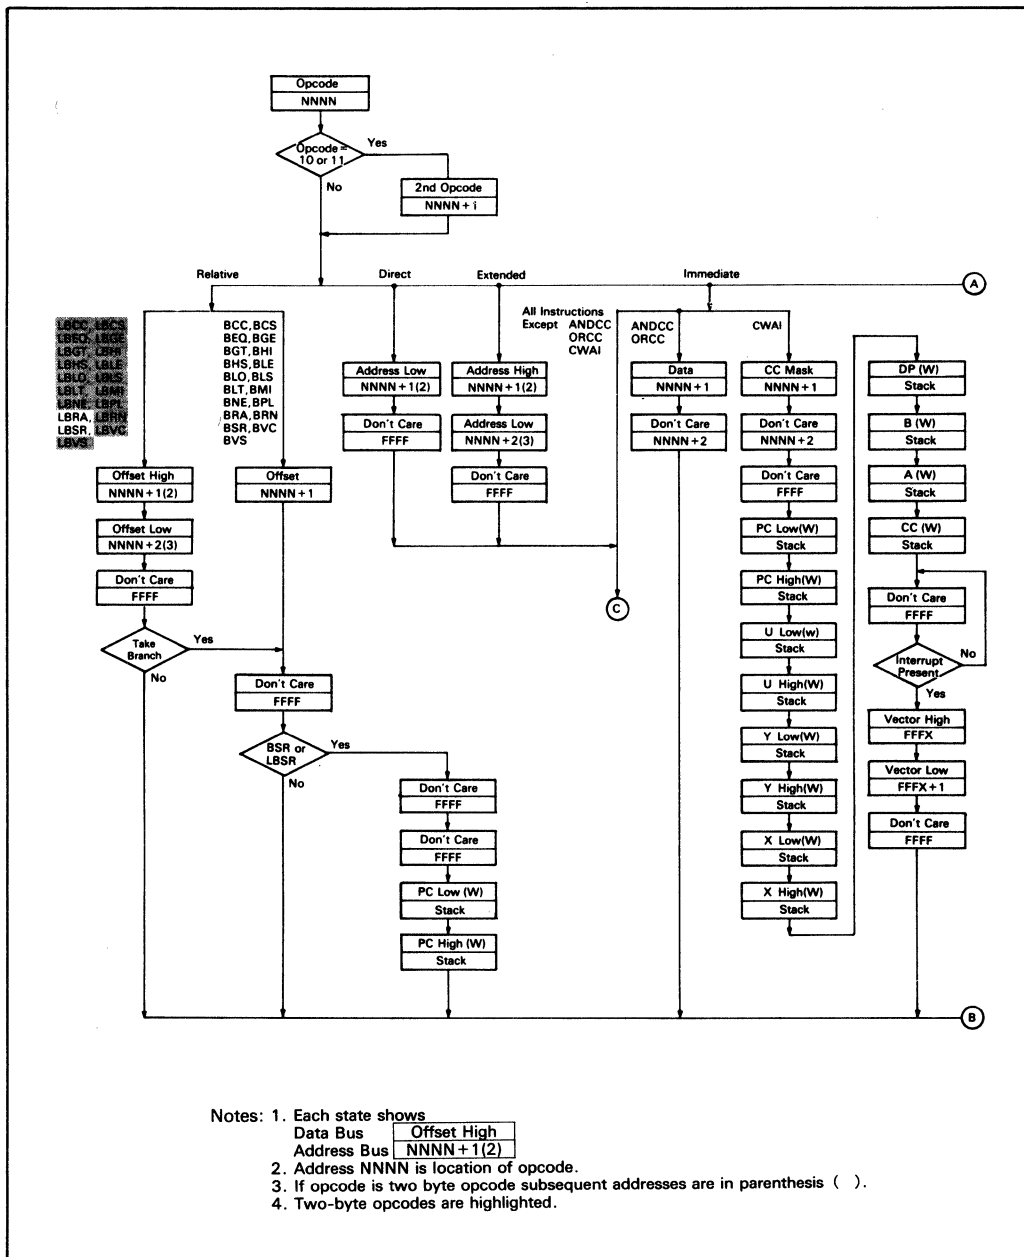 Opcode
NNNN
Opcode =
10 or 11
Yes
No
2nd Opcode
NNNN + i
Relative
Direct
Extended
Immediate
A
LBCC, LBCS
LBEQ, LBGE
LBGT, LBHI
LBHS, LBLE
LBLO, LBLS
LBLT, LBMI
LBNE, LBPL
LBRA, LBRN
LBSR, LBVC
LBVS
Offset High
NNNN + 1(2)
Offset Low
NNNN + 2(3)
Don't Care
FFFF
Take
Branch
Yes
No
BCC, BCS
BEQ, BGE
BGT, BHI
BHS, BLE
BLO, BLS
BLT, BMI
BNE, BPL
BRA, BRN
BSR, BVC
BVS
Offset
NNNN + 1
Don't Care
FFFF
BSR or
LBSR
Yes
No
Don't Care
FFFF
Don't Care
FFFF
PC Low (W)
Stack
PC High (W)
Stack
Address Low
NNNN + 1(2)
Don't Care
FFFF
Address High
NNNN + 1(2)
Address Low
NNNN + 2(3)
Don't Care
FFFF
All Instructions
Except ANDCC
ORCC
CWAI
C
ANDCC
ORCC
Data
NNNN + 1
Don't Care
NNNN + 2
CWAI
CC Mask
NNNN + 1
Don't Care
NNNN + 2
Don't Care
FFFF
PC Low(W)
Stack
PC High(W)
Stack
U Low(w)
Stack
U High(W)
Stack
Y Low(W)
Stack
Y High(W)
Stack
X Low(W)
Stack
X High(W)
Stack
DP (W)
Stack
B (W)
Stack
A (W)
Stack
CC (W)
Stack
Don't Care
FFFF
Interrupt
Present
No
Yes
Vector High
FFFX
Vector Low
FFFX + 1
Don't Care
FFFF
B
Notes: 1. Each state shows
Data Bus Offset High
Address Bus NNNN + 1(2)
2. Address NNNN is location of opcode.
3. If opcode is two byte opcode subsequent addresses are in parenthesis ( ).
4. Two-byte opcodes are highlighted.